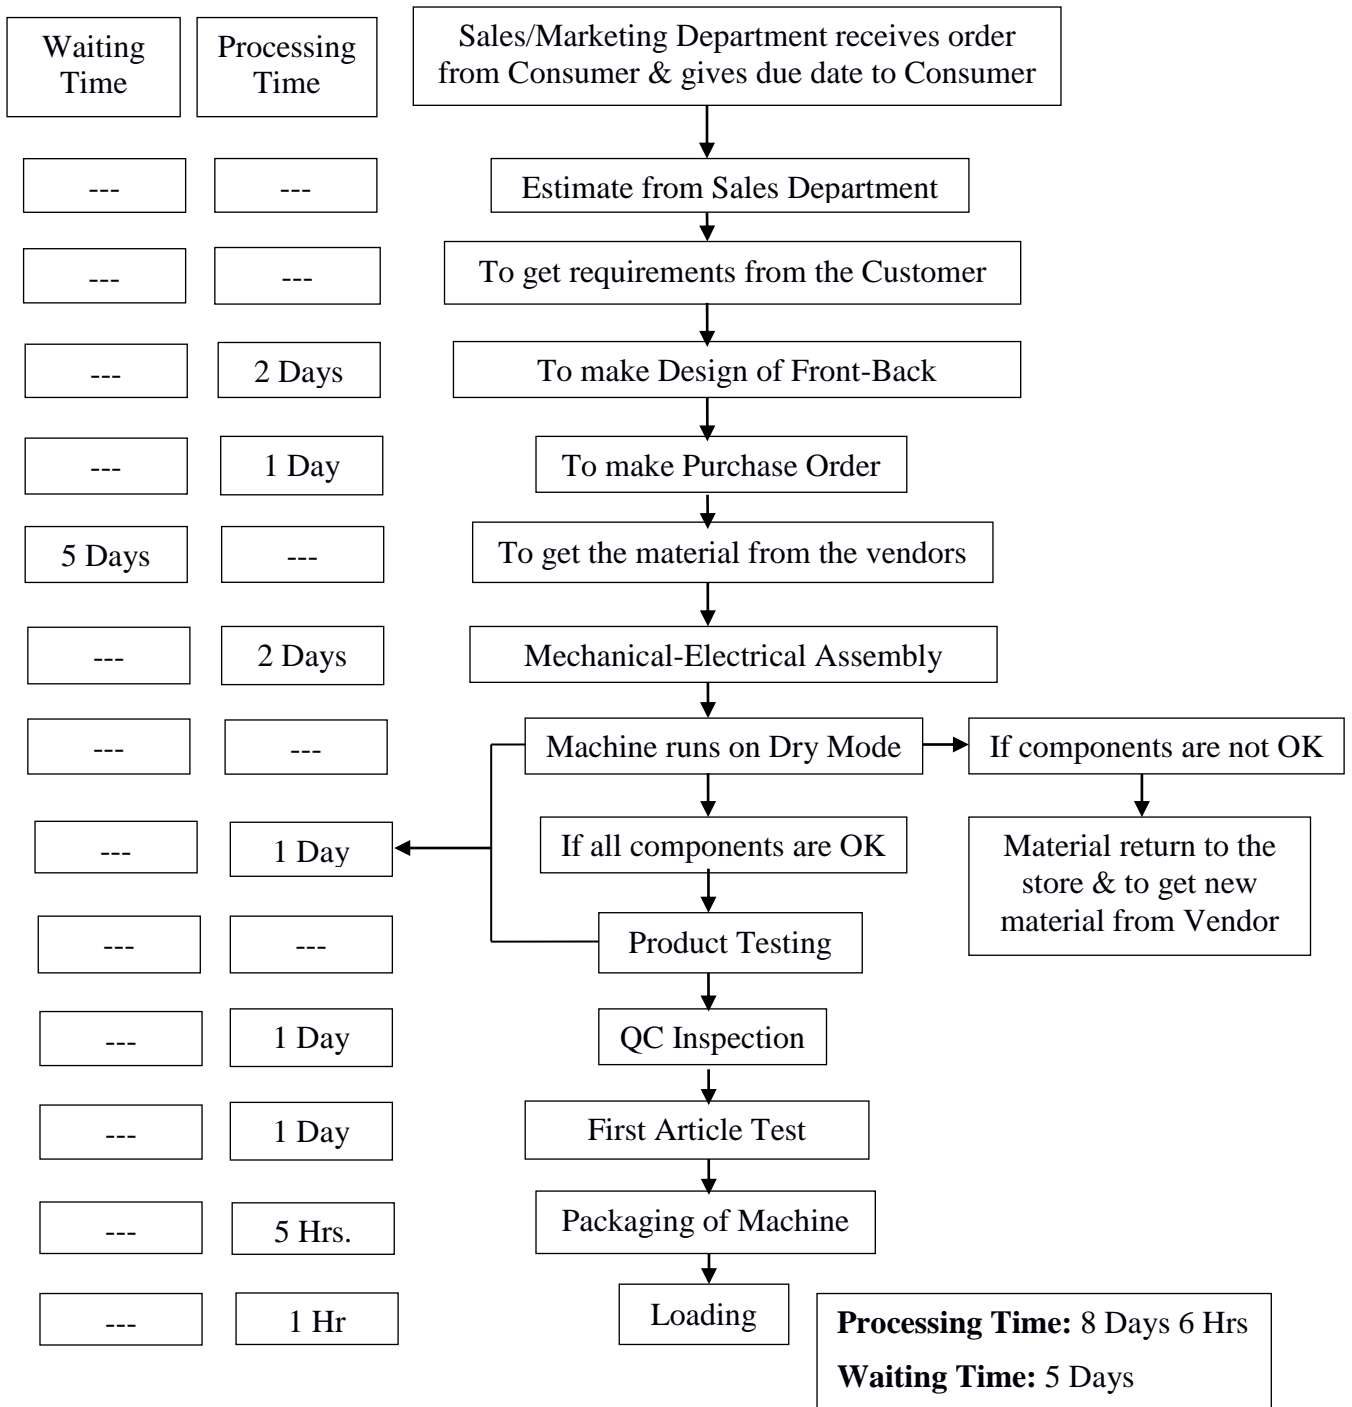 Waiting
Time
Processing
Time
Sales/Marketing Department receives order
from Consumer & gives due date to Consumer
---
---
Estimate from Sales Department
---
---
To get requirements from the Customer
---
2 Days
To make Design of Front-Back
---
1 Day
To make Purchase Order
5 Days
---
To get the material from the vendors
---
2 Days
Mechanical-Electrical Assembly
---
---
Machine runs on Dry Mode
If components are not OK
---
1 Day
If all components are OK
Material return to the
store & to get new
material from Vendor
---
---
Product Testing
---
1 Day
QC Inspection
---
1 Day
First Article Test
---
5 Hrs.
Packaging of Machine
---
1 Hr
Loading
Processing Time: 8 Days 6 Hrs
Waiting Time: 5 Days